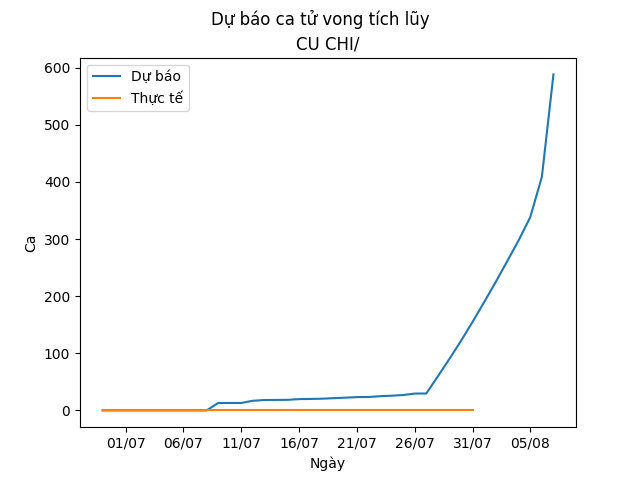 Dự báo ca tử vong tích lũy
CU CHI/
Dự báo
Thực tế
600
500
400
300
200
100
0
Ca
01/07 06/07 11/07 16/07 21/07 26/07 31/07 05/08
Ngày